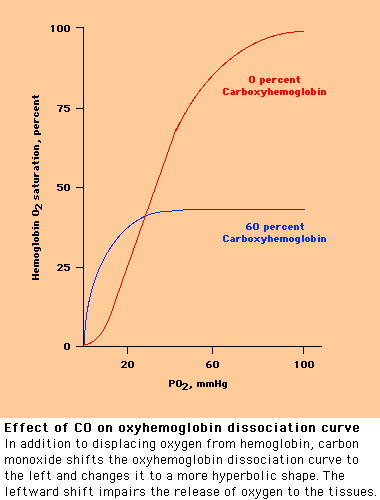 100
0 percent
Carboxyhemoglobin
75
Hemoglobin O2 saturation, percent
50
60 percent
Carboxyhemoglobin
25
0
20 60 100
PO2, mmHg
Effect of CO on oxyhemoglobin dissociation curve
In addition to displacing oxygen from hemoglobin, carbon
monoxide shifts the oxyhemoglobin dissociation curve to
the left and changes it to a more hyperbolic shape. The
leftward shift impairs the release of oxygen to the tissues.